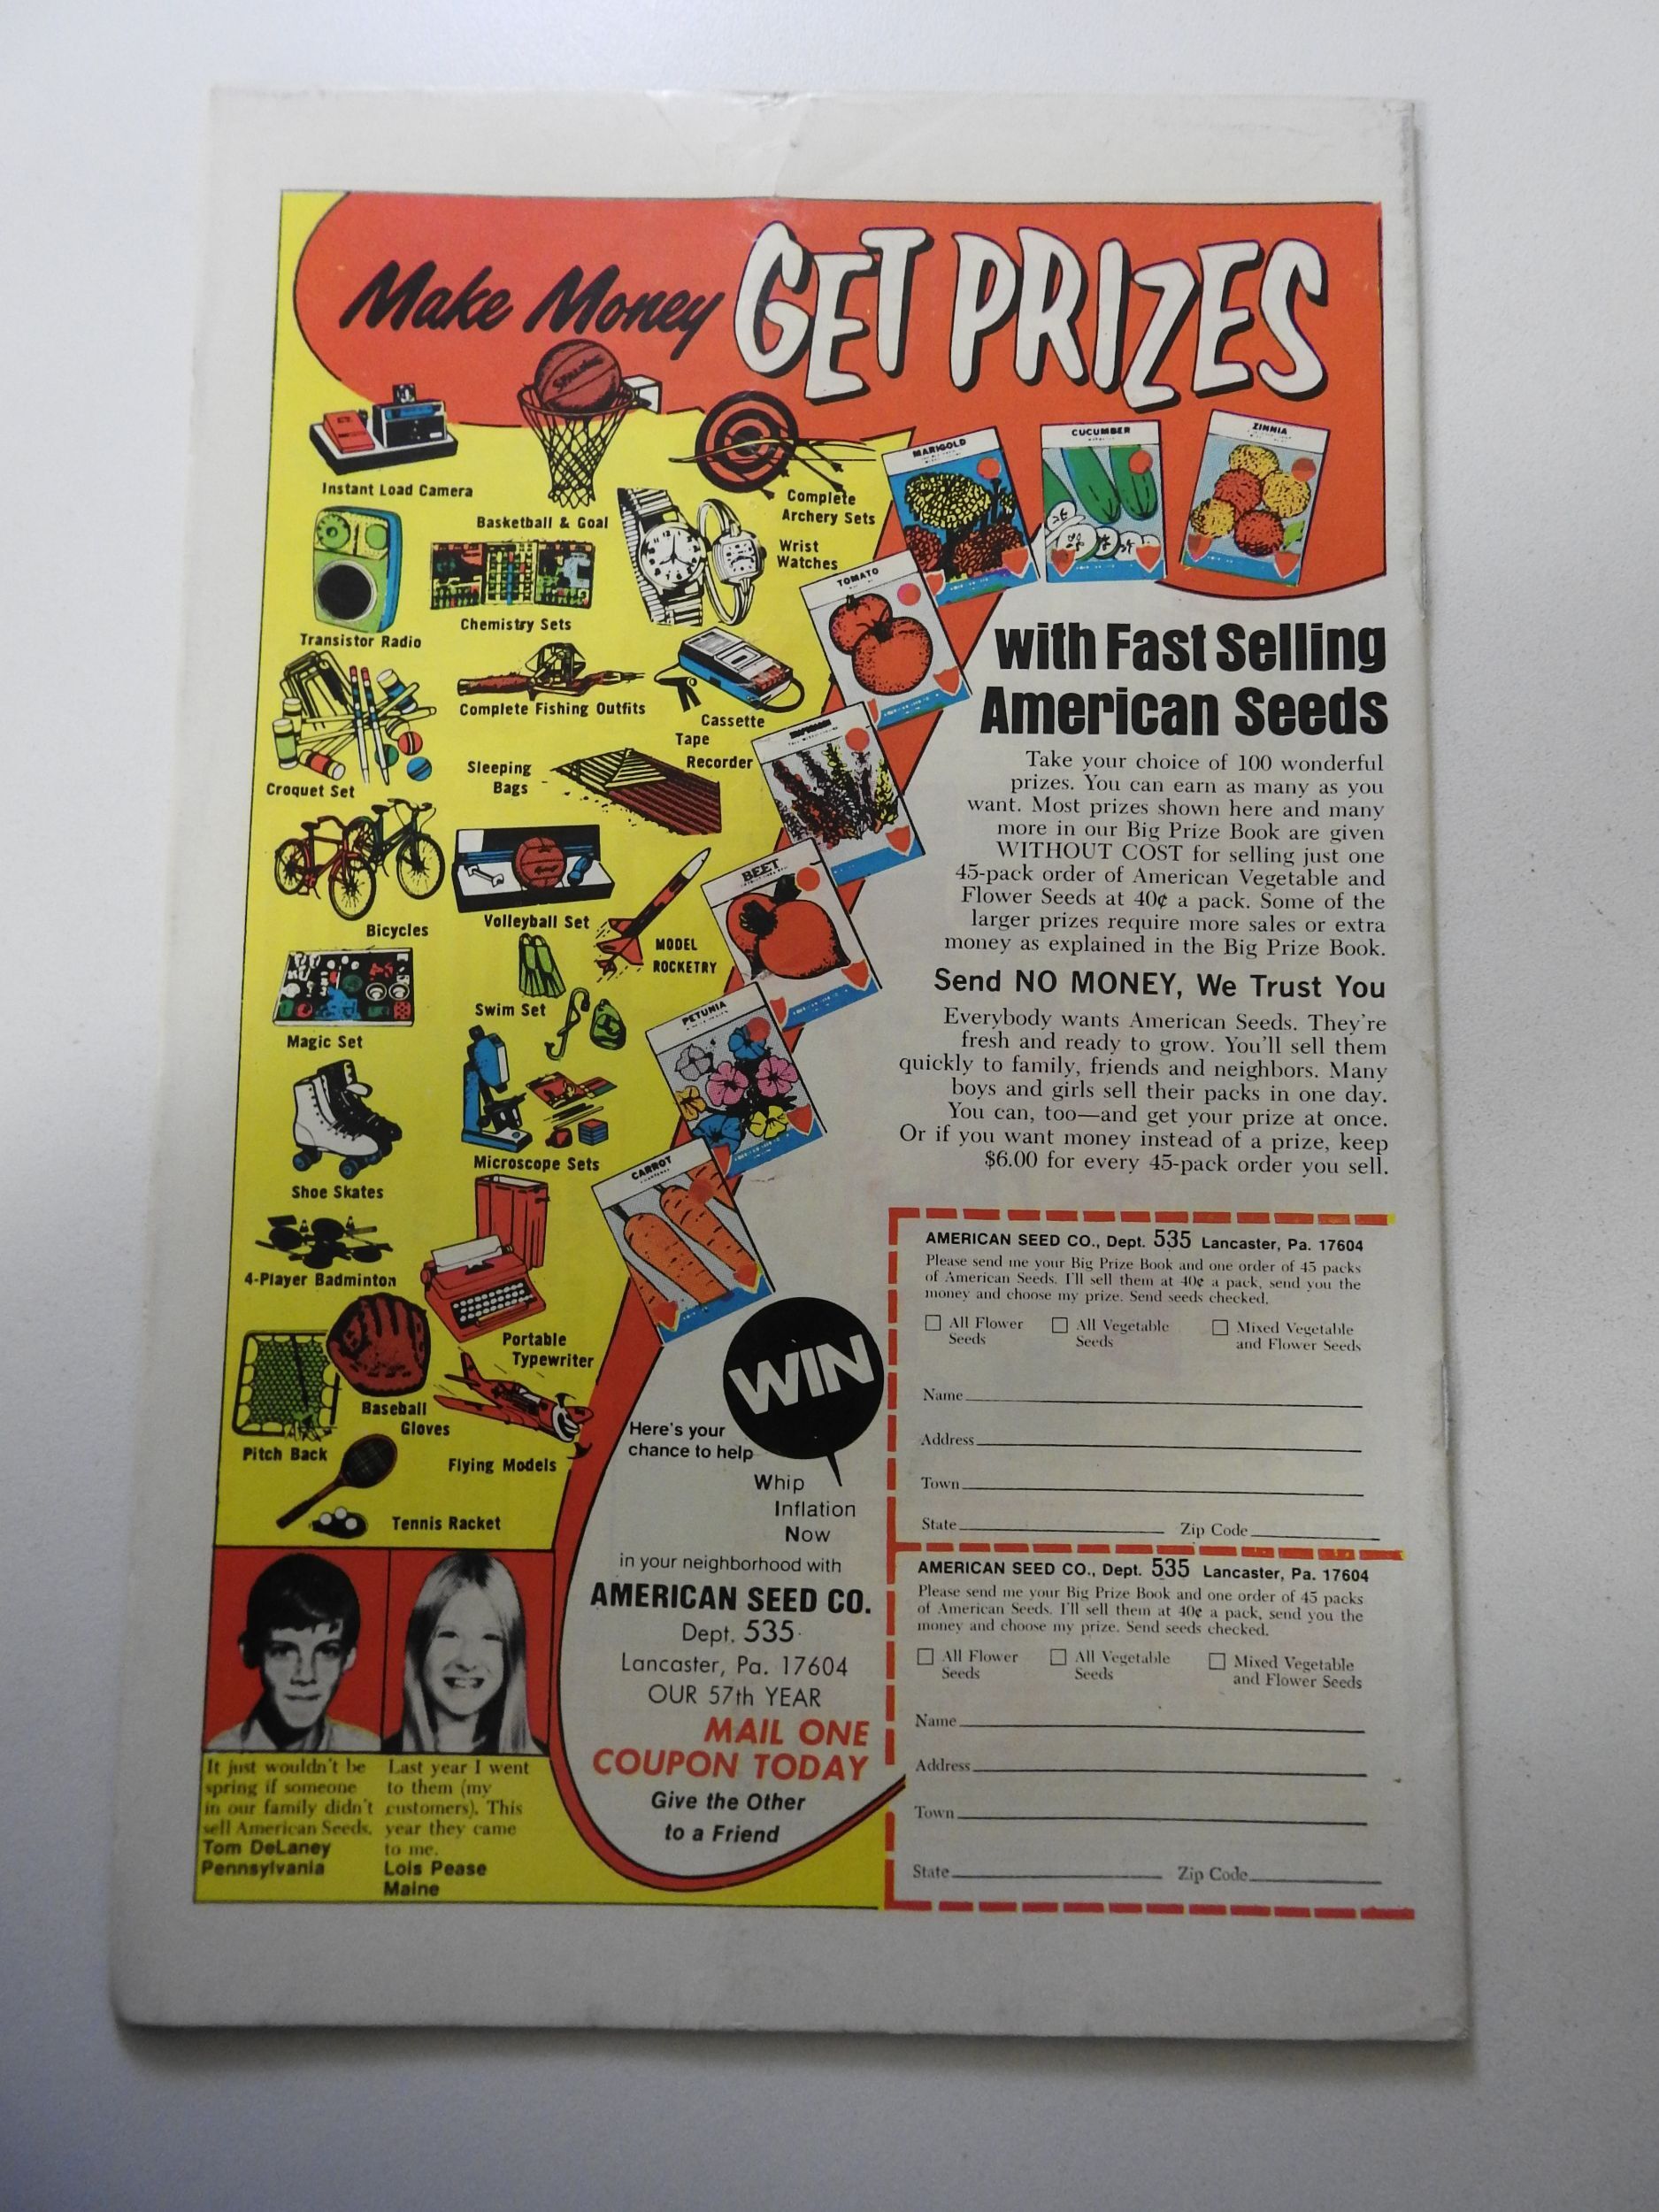 Make Money GET PRIZES
SPALDING
Instant Load Camera
Basketball & Goal
Complete
Archery Sets
Wrist
Watches
Transistor Radio
Chemistry Sets
Complete Fishing Outfits
Cassette
Tape
Recorder
Croquet Set
Sleeping
Bags
Bicycles
Volleyball Set
MODEL
ROCKETRY
Magic Set
Swim Set
Shoe Skates
Microscope Sets
4-Player Badminton
Portable
Typewriter
Pitch Back
Baseball
Gloves
Flying Models
Tennis Racket
MARIGOLD
CUCUMBER
ZINNIA
TOMATO
BEET
PETUNIA
CARROT
with Fast Selling
American Seeds
Take your choice of 100 wonderful
prizes. You can earn as many as you
want. Most prizes shown here and many
more in our Big Prize Book are given
WITHOUT COST for selling just one
45-pack order of American Vegetable and
Flower Seeds at 40¢ a pack. Some of the
larger prizes require more sales or extra
money as explained in the Big Prize Book.
Send NO MONEY, We Trust You
Everybody wants American Seeds. They're
fresh and ready to grow. You'll sell them
quickly to family, friends and neighbors. Many
boys and girls sell their packs in one day.
You can, too—and get your prize at once.
Or if you want money instead of a prize, keep
$6.00 for every 45-pack order you sell.
WIN
Here's your
chance to help
Whip
Inflation
Now
in your neighborhood with
AMERICAN SEED CO.
Dept. 535
Lancaster, Pa. 17604
OUR 57th YEAR
MAIL ONE
COUPON TODAY
Give the Other
to a Friend
It just wouldn't be
spring if someone
in our family didn't
sell American Seeds.
Tom DeLaney
Pennsylvania
Last year I went
to them (my
customers). This
year they came
to me.
Lois Pease
Maine
AMERICAN SEED CO., Dept. 535 Lancaster, Pa. 17604
Please send me your Big Prize Book and one order of 45 packs
of American Seeds. I'll sell them at 40¢ a pack, send you the
money and choose my prize. Send seeds checked.
All Flower
Seeds
All Vegetable
Seeds
Mixed Vegetable
and Flower Seeds
Name
Address
Town
State Zip Code
AMERICAN SEED CO., Dept. 535 Lancaster, Pa. 17604
Please send me your Big Prize Book and one order of 45 packs
of American Seeds. I'll sell them at 40¢ a pack, send you the
money and choose my prize. Send seeds checked.
All Flower
Seeds
All Vegetable
Seeds
Mixed Vegetable
and Flower Seeds
Name
Address
Town
State Zip Code